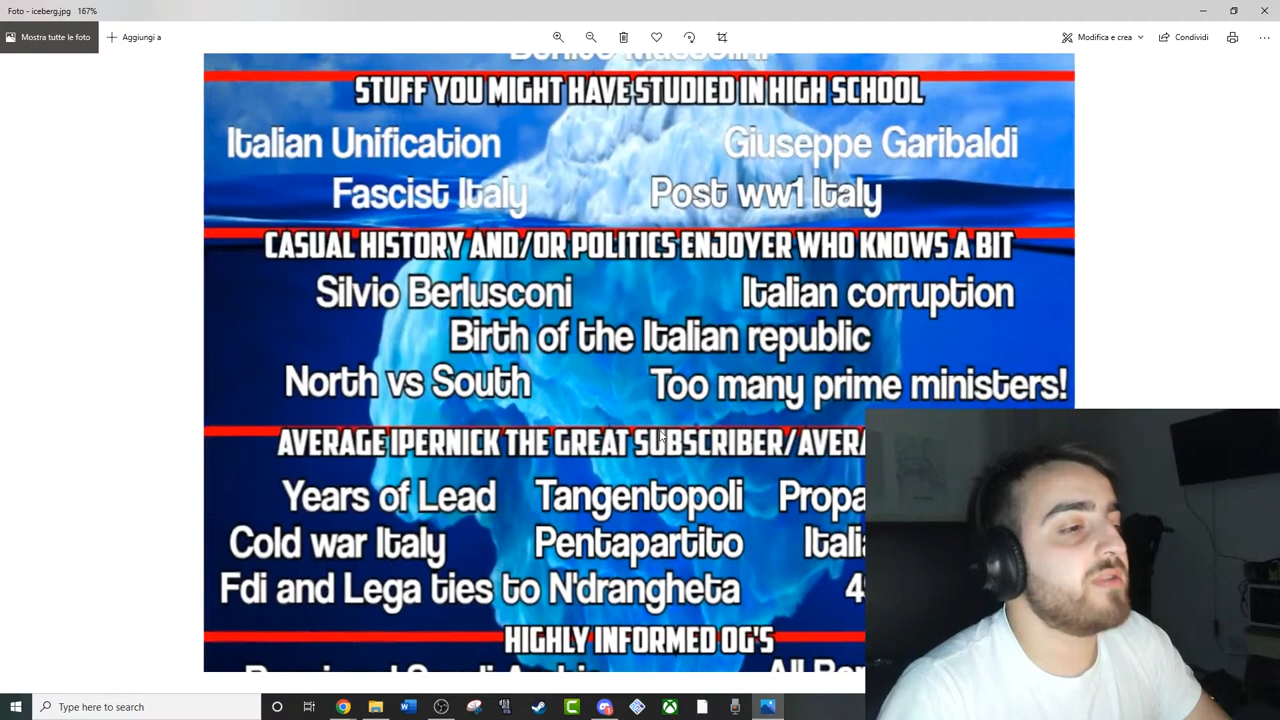 Foto - iceberg.jpg 167%
Mostra tutte le foto
Aggiungi a
Modifica e crea
Condividi
STUFF YOU MIGHT HAVE STUDIED IN HIGH SCHOOL
Italian Unification Giuseppe Garibaldi
Fascist Italy Post ww1 Italy
CASUAL HISTORY AND/OR POLITICS ENJOYER WHO KNOWS A BIT
Silvio Berlusconi Italian corruption
Birth of the Italian republic
North vs South Too many prime ministers!
AVERAGE IPERNICK THE GREAT SUBSCRIBER/AVERA
Years of Lead Tangentopoli Propa
Cold war Italy Pentapartito Itali
Fdi and Lega ties to N'drangheta 4
HIGHLY INFORMED OG'S
Type here to search